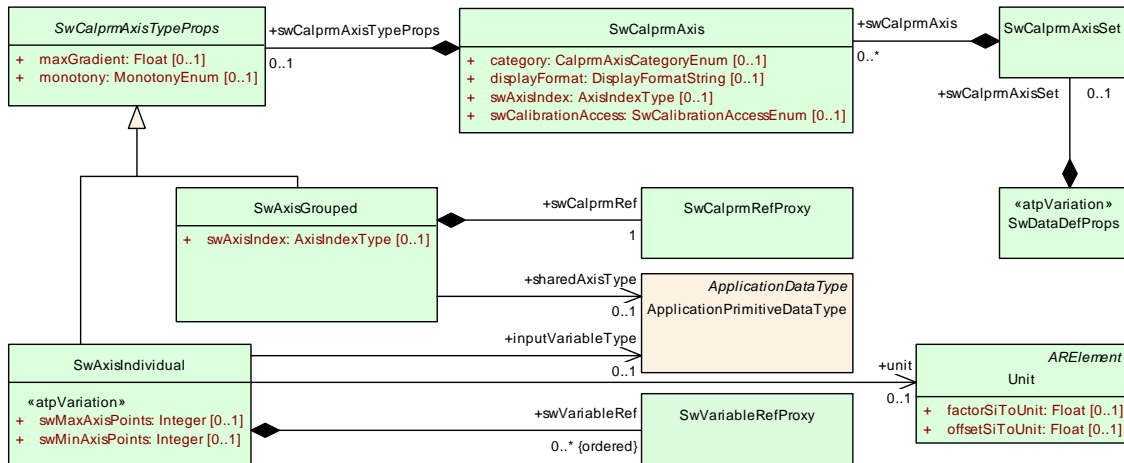 SwCalprmAxisTypeProps
+ maxGradient: Float [0..1]
+ monotony: MonotonyEnum [0..1]
+swCalprmAxisTypeProps
0..1
SwCalprmAxis
+ category: CalprmAxisCategoryEnum [0..1]
+ displayFormat: DisplayFormatString [0..1]
+ swAxisIndex: AxisIndexType [0..1]
+ swCalibrationAccess: SwCalibrationAccessEnum [0..1]
+swCalprmAxis
0..*
SwCalprmAxisSet
+swCalprmAxisSet
0..1
«atpVariation»
SwDataDefProps
SwAxisGrouped
+ swAxisIndex: AxisIndexType [0..1]
+swCalprmRef
1
SwCalprmRefProxy
+sharedAxisType
0..1
ApplicationDataType
ApplicationPrimitiveDataType
+inputVariableType
0..1
SwAxisIndividual
«atpVariation»
+ swMaxAxisPoints: Integer [0..1]
+ swMinAxisPoints: Integer [0..1]
+unit
0..1
ARElement
Unit
+ factorSiToUnit: Float [0..1]
+ offsetSiToUnit: Float [0..1]
+swVariableRef
0..* {ordered}
SwVariableRefProxy